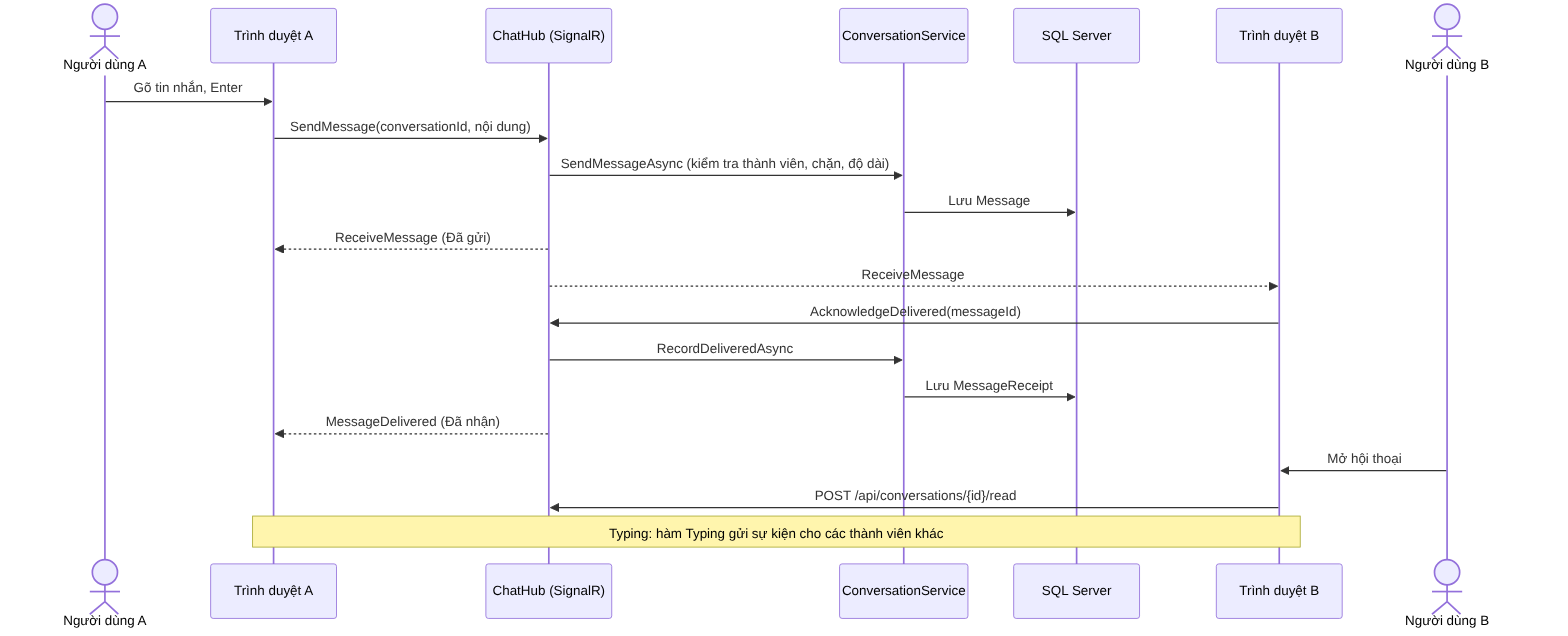 Người dùng A
Trình duyệt A
ChatHub (SignalR)
ConversationService
SQL Server
Trình duyệt B
Người dùng B
Gõ tin nhắn, Enter
SendMessage(conversationId, nội dung)
SendMessageAsync (kiểm tra thành viên, chặn, độ dài)
Lưu Message
ReceiveMessage (Đã gửi)
ReceiveMessage
AcknowledgeDelivered(messageId)
RecordDeliveredAsync
Lưu MessageReceipt
MessageDelivered (Đã nhận)
Mở hội thoại
POST /api/conversations/{id}/read
Typing: hàm Typing gửi sự kiện cho các thành viên khác
Người dùng A
Trình duyệt A
ChatHub (SignalR)
ConversationService
SQL Server
Trình duyệt B
Người dùng B